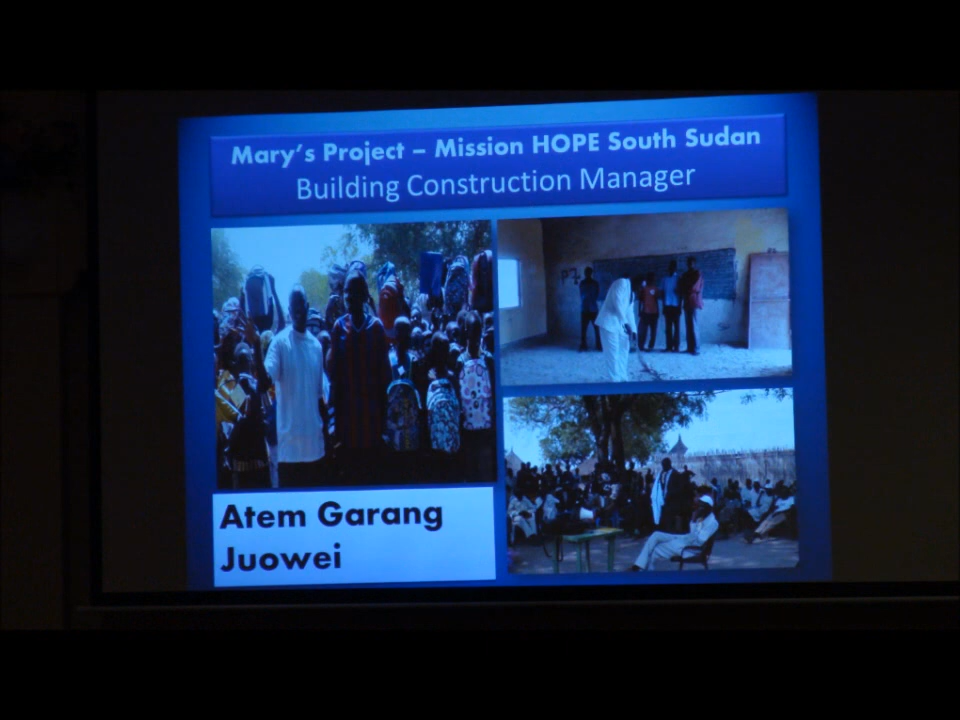 Mary's Project – Mission HOPE South Sudan
Building Construction Manager
Atem Garang
Juowei